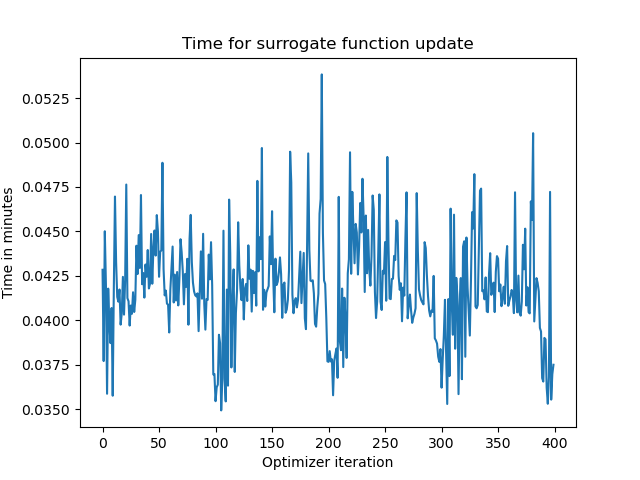 Time for surrogate function update
Time in minutes
0.0525
0.0500
0.0475
0.0450
0.0425
0.0400
0.0375
0.0350
0 50 100 150 200 250 300 350 400
Optimizer iteration